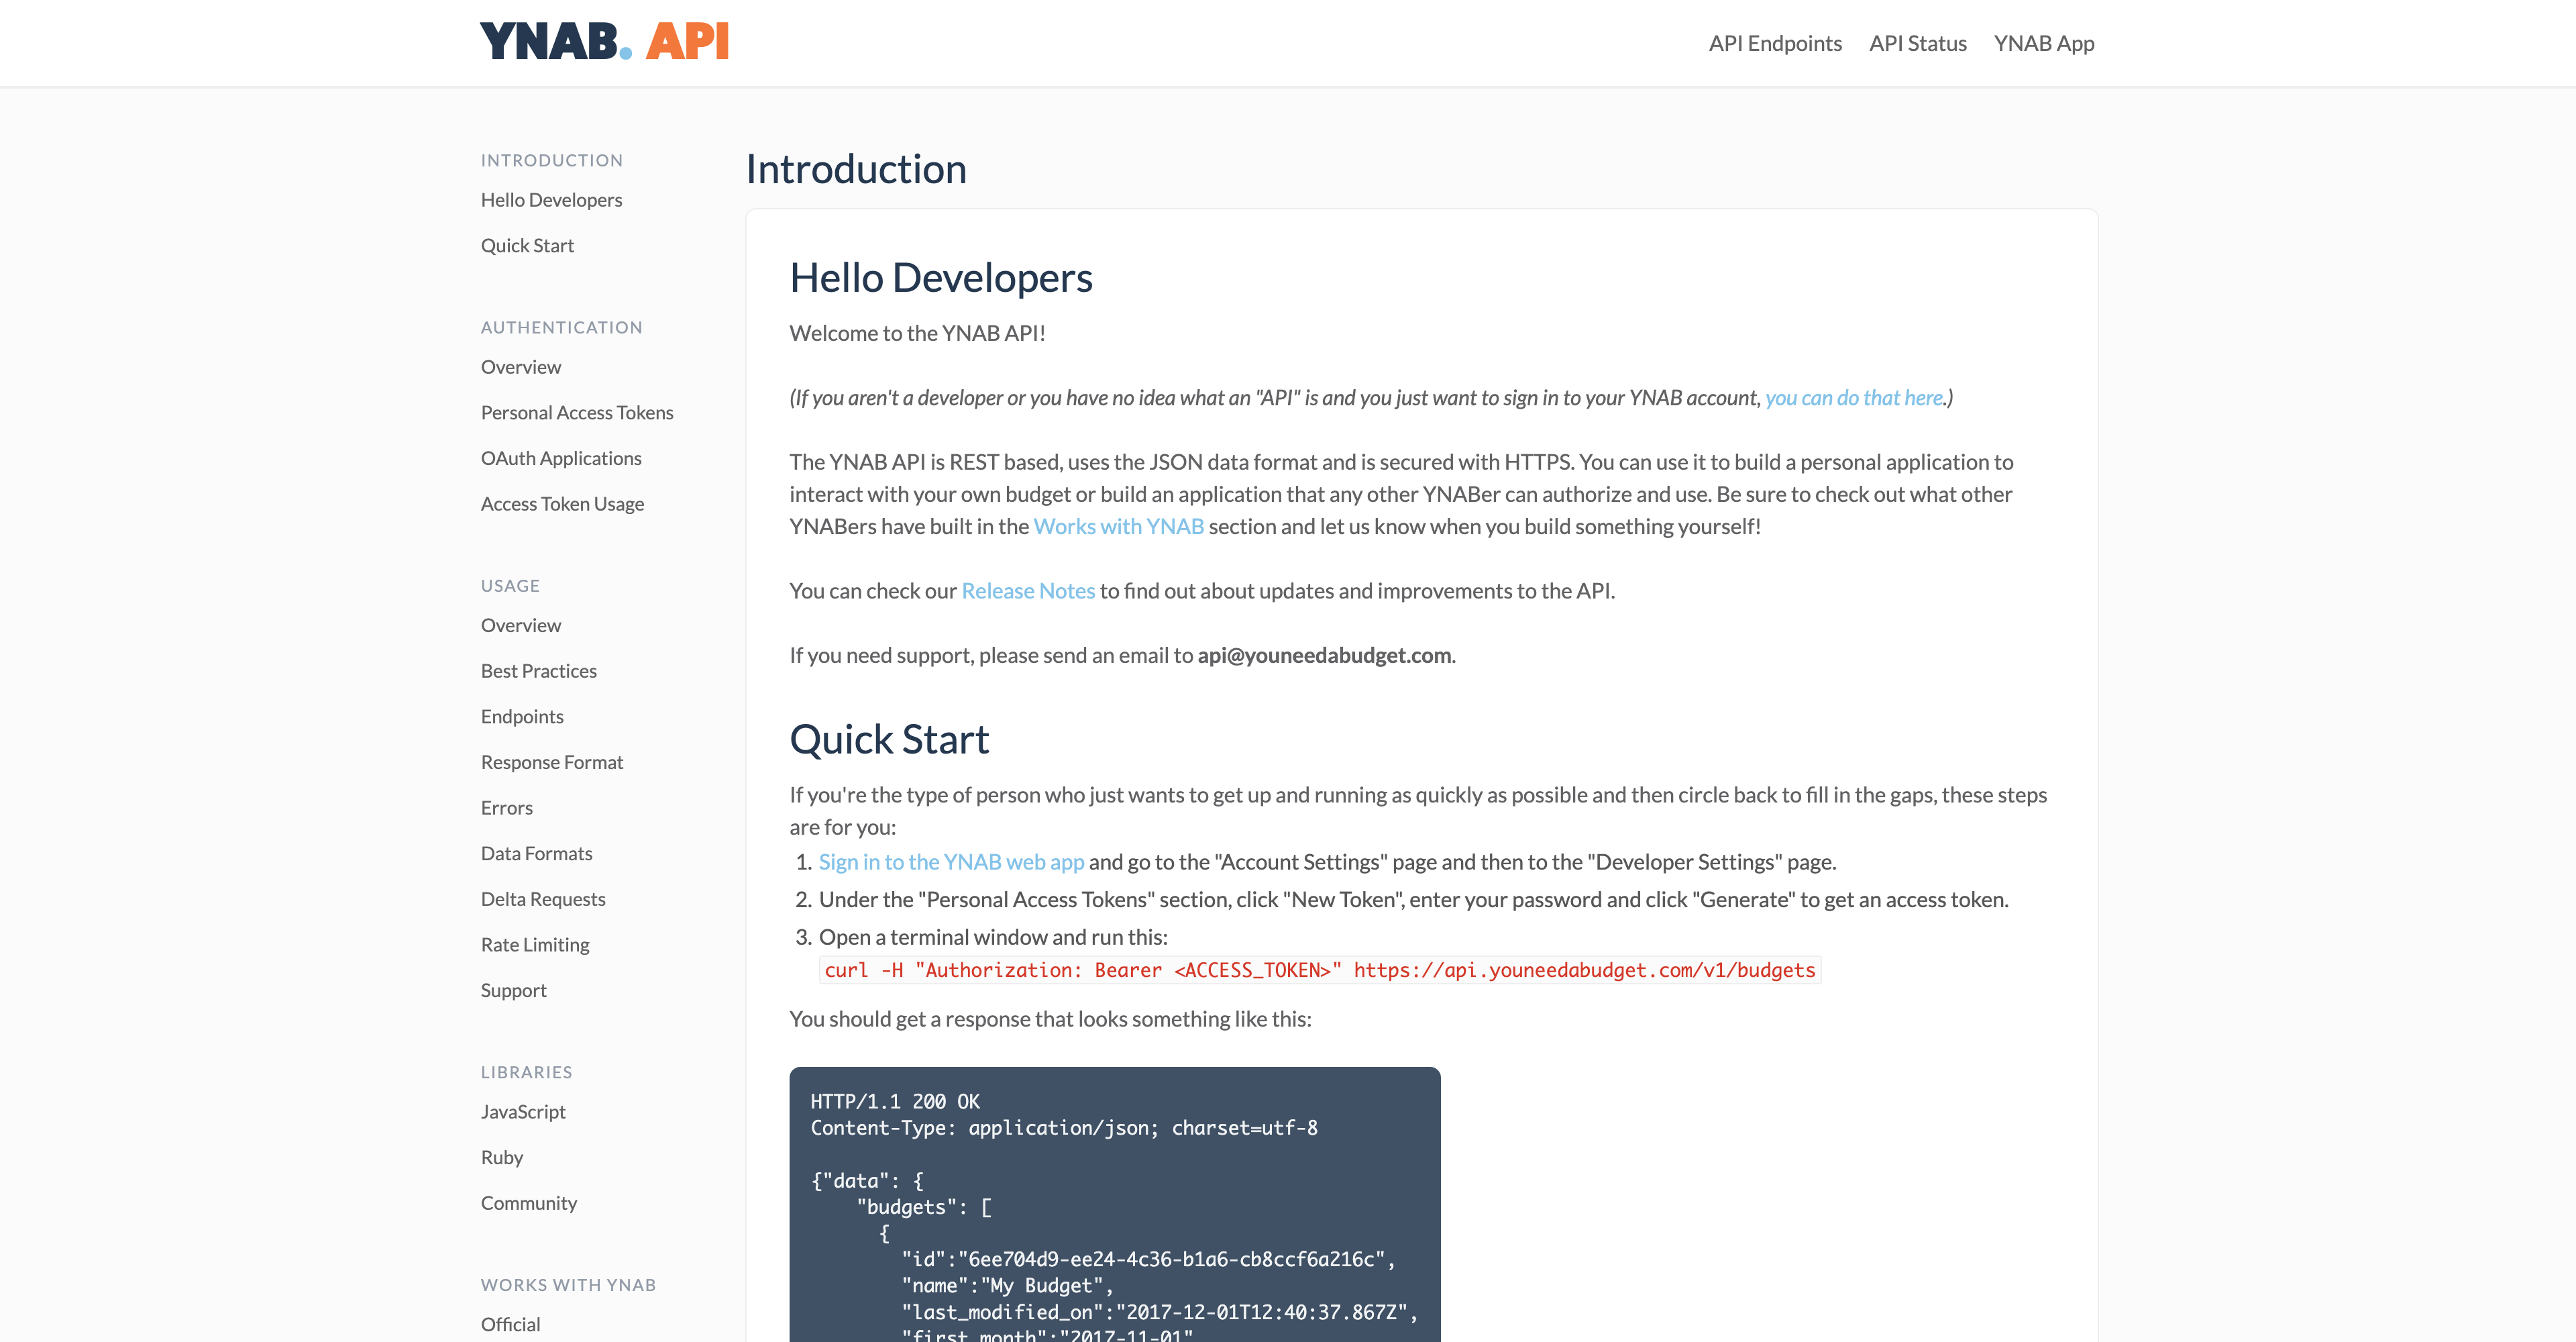 YNAB. API
API Endpoints API Status YNAB App
INTRODUCTION
Hello Developers
Quick Start
AUTHENTICATION
Overview
Personal Access Tokens
OAuth Applications
Access Token Usage
USAGE
Overview
Best Practices
Endpoints
Response Format
Errors
Data Formats
Delta Requests
Rate Limiting
Support
LIBRARIES
JavaScript
Ruby
Community
WORKS WITH YNAB
Official
Introduction
Hello Developers
Welcome to the YNAB API!
(If you aren't a developer or you have no idea what an "API" is and you just want to sign in to your YNAB account, you can do that here.)
The YNAB API is REST based, uses the JSON data format and is secured with HTTPS. You can use it to build a personal application to
interact with your own budget or build an application that any other YNABer can authorize and use. Be sure to check out what other
YNABers have built in the Works with YNAB section and let us know when you build something yourself!
You can check our Release Notes to find out about updates and improvements to the API.
If you need support, please send an email to api@youneedabudget.com.
Quick Start
If you're the type of person who just wants to get up and running as quickly as possible and then circle back to fill in the gaps, these steps
are for you:
1. Sign in to the YNAB web app and go to the "Account Settings" page and then to the "Developer Settings" page.
2. Under the "Personal Access Tokens" section, click "New Token", enter your password and click "Generate" to get an access token.
3. Open a terminal window and run this:
curl -H "Authorization: Bearer <ACCESS_TOKEN>" https://api.youneedabudget.com/v1/budgets
You should get a response that looks something like this:
HTTP/1.1 200 OK
Content-Type: application/json; charset=utf-8
{"data": {
"budgets": [
{
"id":"6ee704d9-ee24-4c36-b1a6-cb8ccf6a216c",
"name":"My Budget",
"last_modified_on":"2017-12-01T12:40:37.867Z",
"first_month":"2017-11-01"